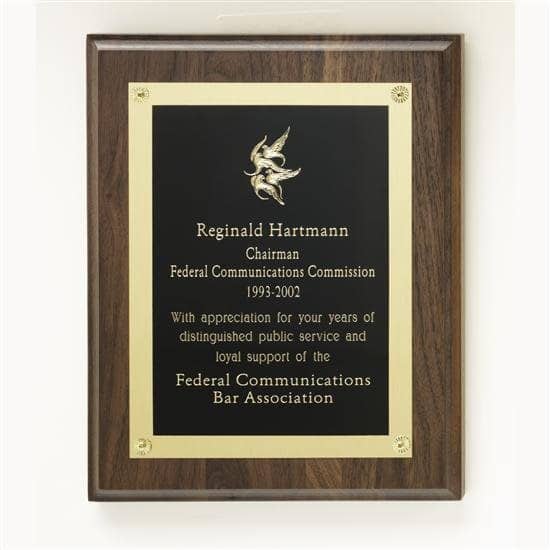 Reginald Hartmann
Chairman
Federal Communications Commission
1993-2002
With appreciation for your years of
distinguished public service and
loyal support of the
Federal Communications
Bar Association